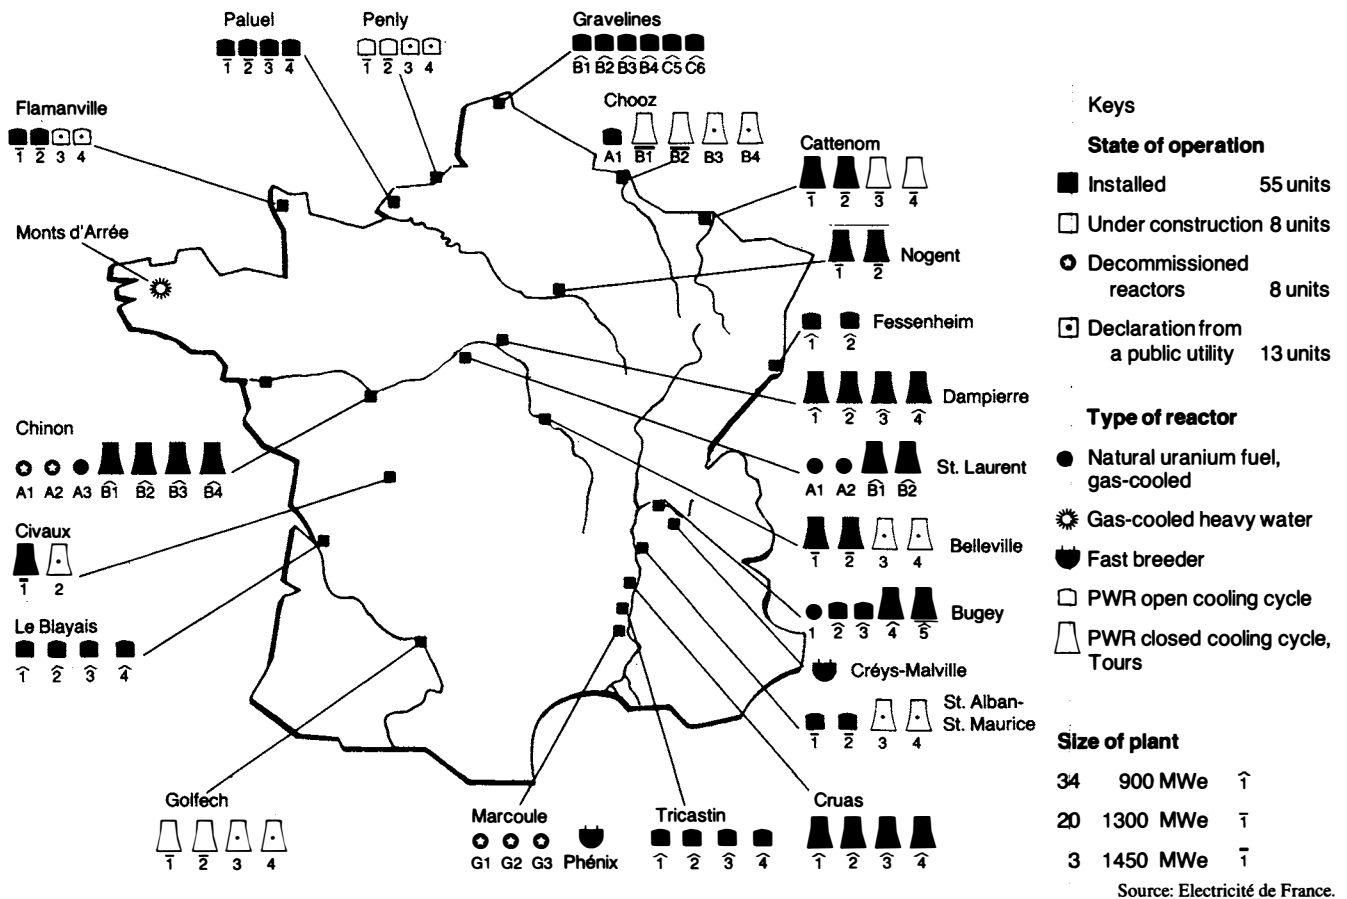 Paluel
1 2 3 4
Penly
1 2 3 4
Gravelines
B1 B2 B3 B4 C5 C6
Flamanville
1 2 3 4
Chooz
A1 B1 B2 B3 B4
Cattenom
1 2 3 4
Monts d'Arrée
Nogent
1 2
Fessenheim
1 2
Dampierre
1 2 3 4
Chinon
A1 A2 A3 B1 B2 B3 B4
St. Laurent
A1 A2 B1 B2
Civaux
1 2
Belleville
1 2 3 4
Le Blayais
1 2 3 4
Bugey
1 2 3 4 5
Créys-Malville
St. Alban-
St. Maurice
1 2 3 4
Golfech
1 2 3 4
Marcoule
G1 G2 G3 Phénix
Tricastin
1 2 3 4
Cruas
1 2 3 4
Keys
State of operation
Installed 55 units
Under construction 8 units
Decommissioned
reactors 8 units
Declaration from
a public utility 13 units
Type of reactor
Natural uranium fuel,
gas-cooled
Gas-cooled heavy water
Fast breeder
PWR open cooling cycle
PWR closed cooling cycle,
Tours
Size of plant
34 900 MWe 1
20 1300 MWe 1
3 1450 MWe 1
Source: Electricité de France.